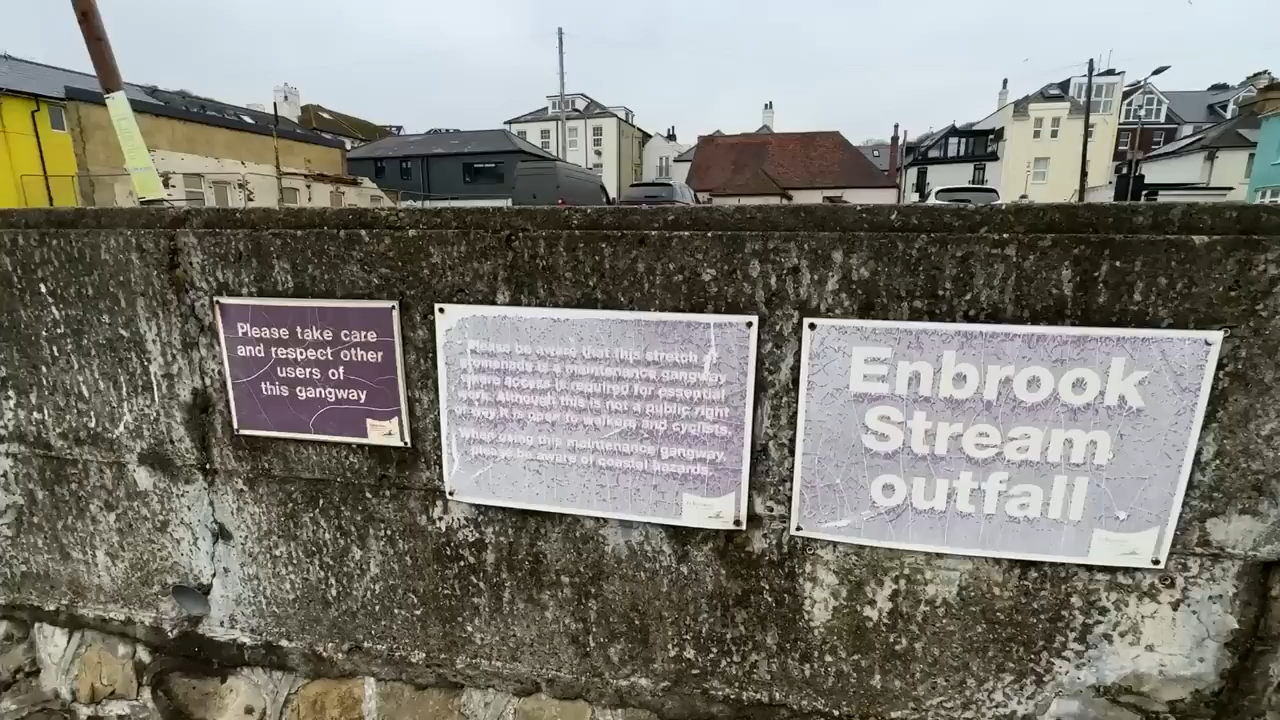 Please take care
and respect other
users of
this gangway
Please be aware that this stretch of
promenade is a maintenance gangway
where access is required for essential
work. Although this is not a public right
of way it is open to walkers and cyclists.
When using this maintenance gangway,
please be aware of coastal hazards.
Enbrook
Stream
outfall